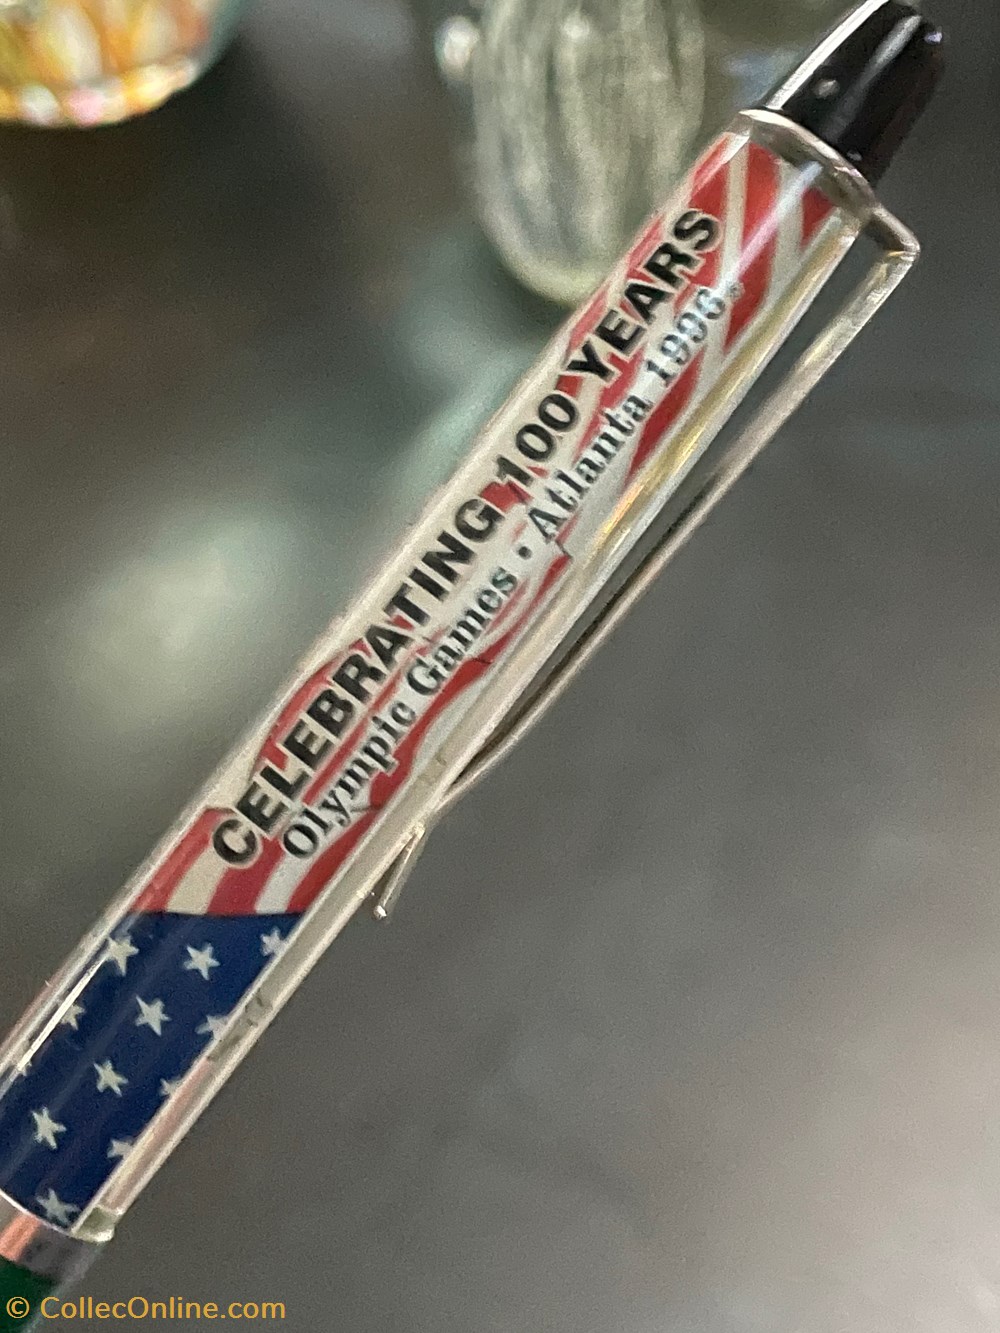 CELEBRATING 100 YEARS
Olympic Games • Atlanta 1996
© CollecOnline.com